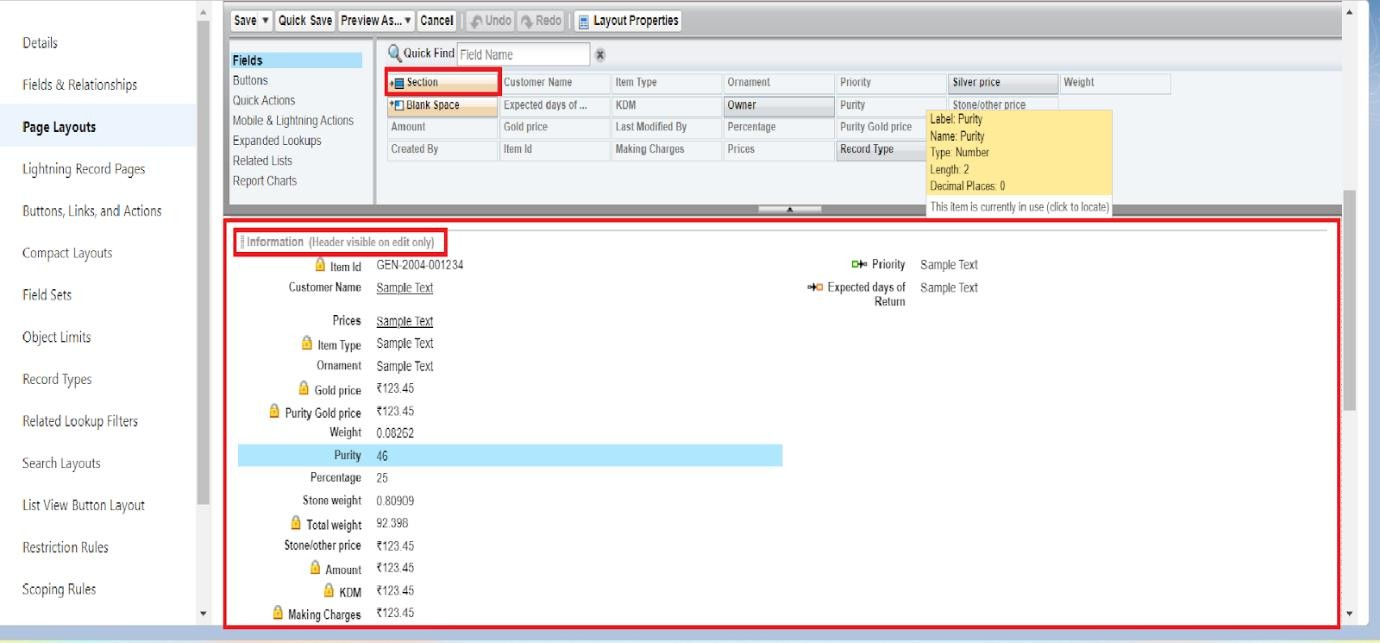 Save ▼ Quick Save Preview As... ▼ Cancel Undo Redo Layout Properties
Details
Fields & Relationships
Page Layouts
Lightning Record Pages
Buttons, Links, and Actions
Compact Layouts
Field Sets
Object Limits
Record Types
Related Lookup Filters
Search Layouts
List View Button Layout
Restriction Rules
Scoping Rules
Fields
Buttons
Quick Actions
Mobile & Lightning Actions
Expanded Lookups
Related Lists
Report Charts
Quick Find Field Name
Section Customer Name Item Type Ornament Priority Silver price Weight
Blank Space Expected days of ... KDM Owner Purity Stone/other price
Amount Gold price Last Modified By Percentage Purity Gold price
Created By Item Id Making Charges Prices Record Type
Label: Purity
Name: Purity
Type: Number
Length: 2
Decimal Places: 0
This item is currently in use (click to locate)
Information (Header visible on edit only)
Item Id GEN-2004-001234 Priority Sample Text
Customer Name Sample Text Expected days of Sample Text
Return
Prices Sample Text
Item Type Sample Text
Ornament Sample Text
Gold price ₹123.45
Purity Gold price ₹123.45
Weight 0.08262
Purity 46
Percentage 25
Stone weight 0.80909
Total weight 92.398
Stone/other price ₹123.45
Amount ₹123.45
KDM ₹123.45
Making Charges ₹123.45